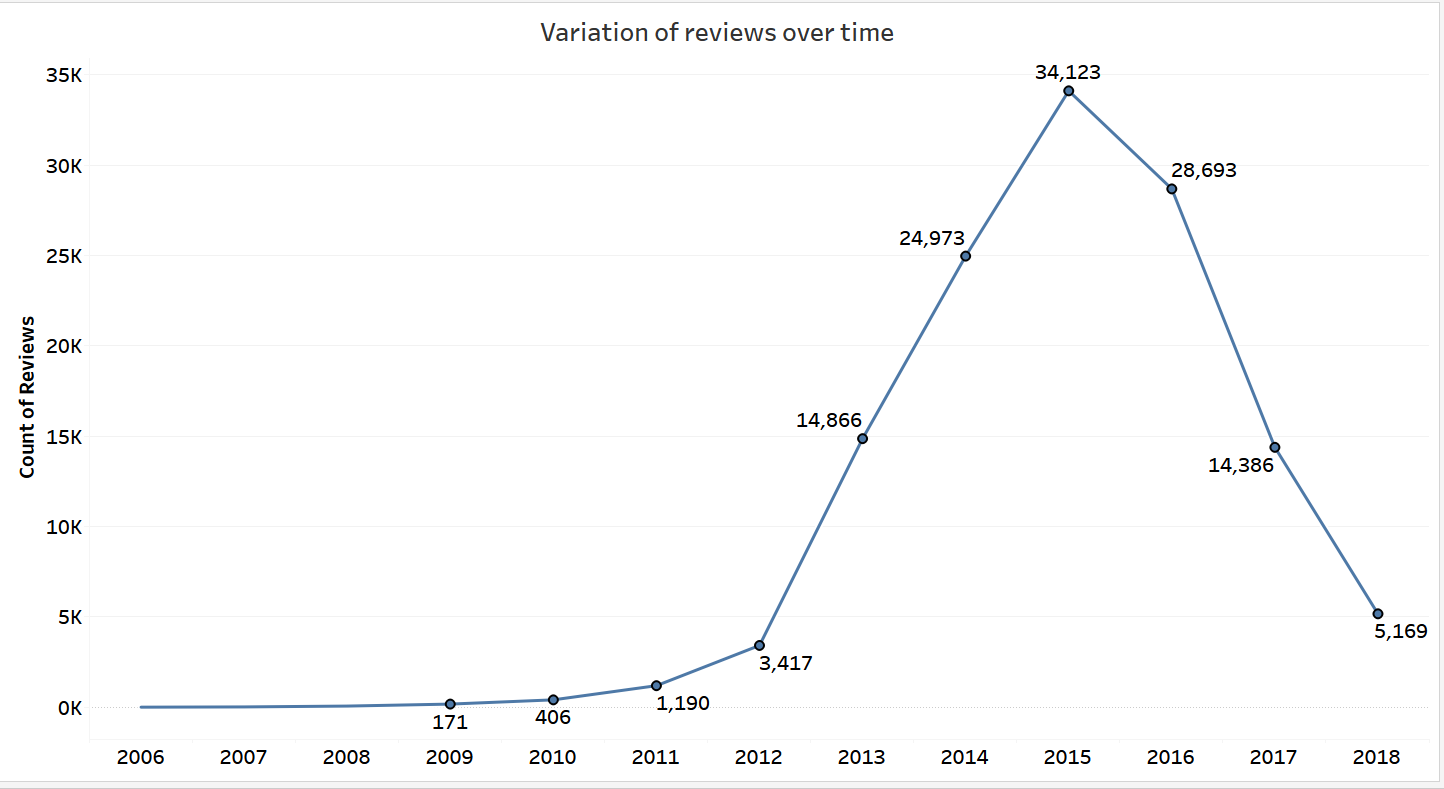 Variation of reviews over time
Count of Reviews
35K
30K
25K
20K
15K
10K
5K
0K
171
406
1,190
3,417
14,866
24,973
34,123
28,693
14,386
5,169
2006 2007 2008 2009 2010 2011 2012 2013 2014 2015 2016 2017 2018